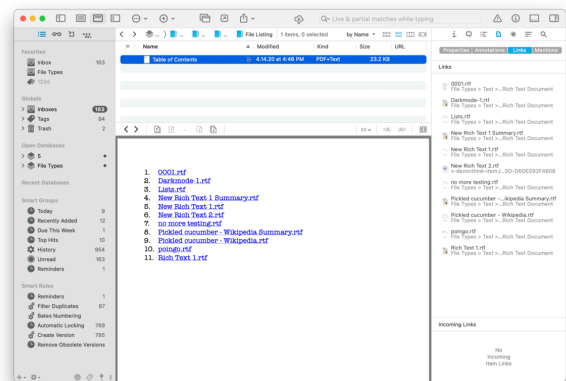 Live & partial matches while typing
File Listing
1 items, 0 selected
by Name
Properties
Annotations
Links
Mentions
Name
Modified
Kind
Size
URL
Table of Contents
4.14.20 at 4:46 PM
PDF+Text
23.2 KB
Favorites
Inbox 163
File Types
1234
Globals
Inboxes 163
Tags 94
Trash 2
Open Databases
5
File Types
Recent Databases
Smart Groups
Today 9
Recently Added 12
Due This Week 1
Top Hits 10
History 954
Unread 163
Reminders 1
Smart Rules
Reminders 1
Filter Duplicates 87
Bates Numbering
Automatic Locking 769
Create Version 795
Remove Obsolete Versions
1. 0001.rtf
2. Darkmode-1.rtf
3. Lists.rtf
4. New Rich Text 1 Summary.rtf
5. New Rich Text 1.rtf
6. New Rich Text 2.rtf
7. no more testing.rtf
8. Pickled cucumber - Wikipedia Summary.rtf
9. Pickled cucumber - Wikipedia.rtf
10. poingo.rtf
11. Rich Text 1.rtf
Links
0001.rtf
File Types > Text >...Rich Text Document
Darkmode-1.rtf
File Types > Text >...Rich Text Document
Lists.rtf
File Types > Text >...Rich Text Document
New Rich Text 1 Summary.rtf
File Types > Text >...Rich Text Document
New Rich Text 1.rtf
File Types > Text >...Rich Text Document
New Rich Text 2.rtf
no more testing.rtf
File Types > Text >...Rich Text Document
Pickled cucumber -...ikipedia Summary.rtf
File Types > Text >...Rich Text Document
Pickled cucumber - Wikipedia.rtf
File Types > Text >...Rich Text Document
poingo.rtf
File Types > Text >...Rich Text Document
Rich Text 1.rtf
File Types > Text >...Rich Text Document
Incoming Links
No
Incoming
Item Links